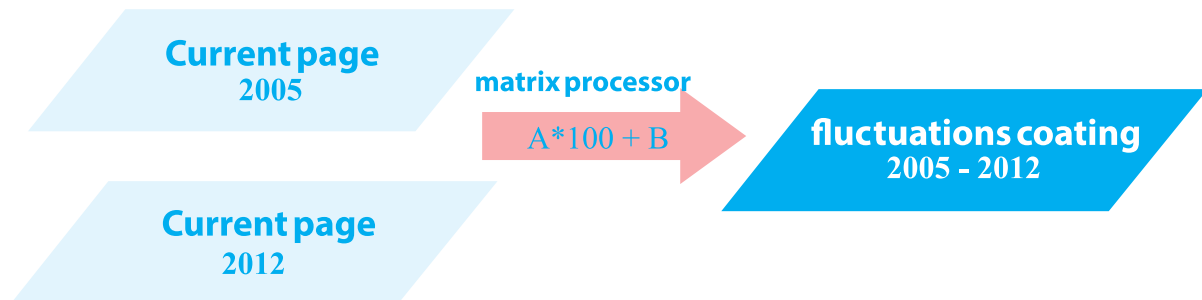 Current page
2005
matrix processor
A*100 + B
fluctuations coating
2005 - 2012
Current page
2012